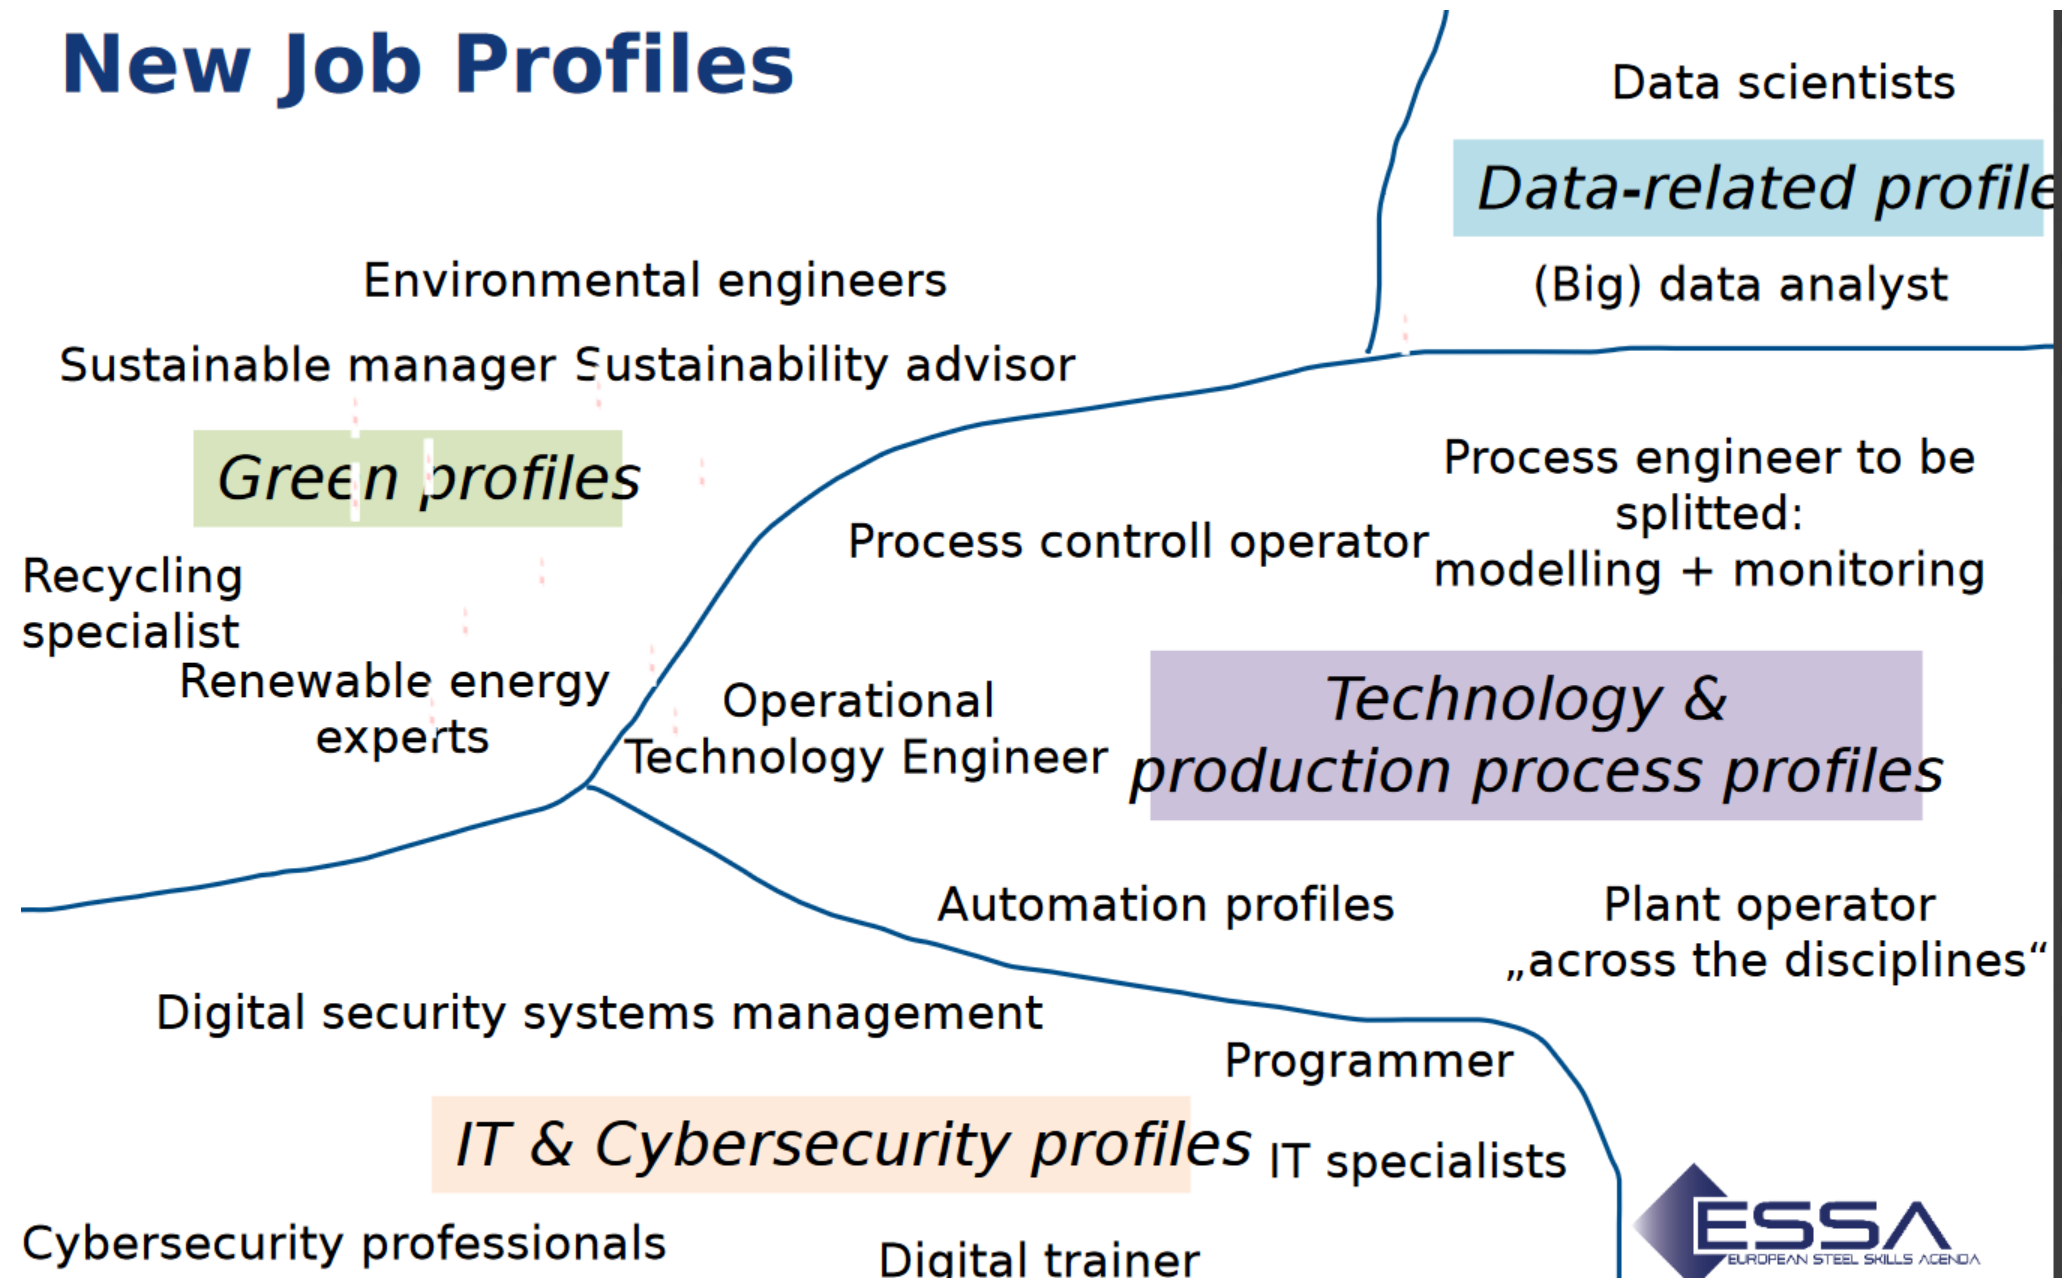 New Job Profiles
Data scientists
Data-related profile
(Big) data analyst
Environmental engineers
Sustainable manager Sustainability advisor
Green profiles
Recycling
specialist
Renewable energy
experts
Process controll operator
Process engineer to be
splitted:
modelling + monitoring
Operational
Technology Engineer
Technology &
production process profiles
Automation profiles
Plant operator
„across the disciplines“
Digital security systems management
Programmer
IT & Cybersecurity profiles
IT specialists
Cybersecurity professionals
Digital trainer
ESSA
EUROPEAN STEEL SKILLS AGENDA